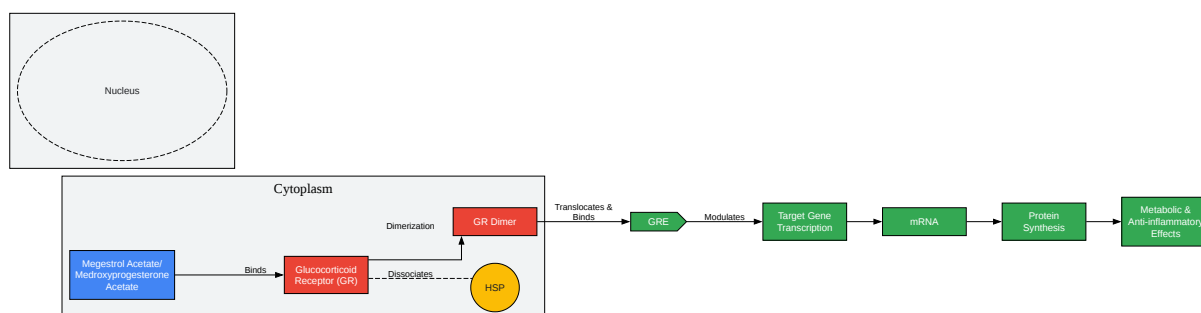 Nucleus
Cytoplasm
Megestrol Acetate/
Medroxyprogesterone
Acetate
Binds
Glucocorticoid
Receptor (GR)
Dimerization
Dissociates
HSP
GR Dimer
Translocates &
Binds
GRE
Modulates
Target Gene
Transcription
mRNA
Protein
Synthesis
Metabolic &
Anti-inflammatory
Effects